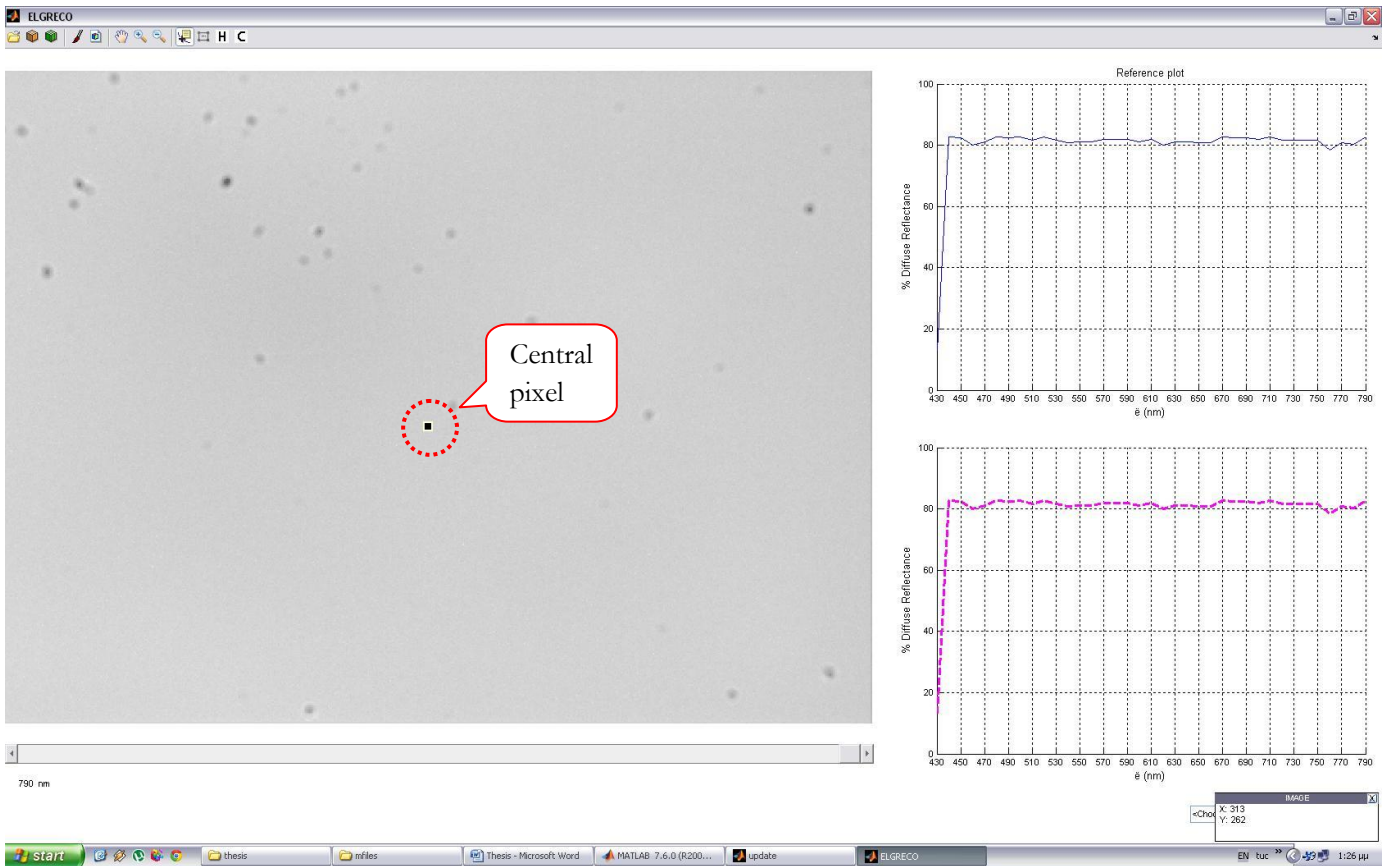 ELGRECO
H C
Central
pixel
790 nm
Reference plot
% Diffuse Reflectance
100
80
60
40
20
0
430 450 470 490 510 530 550 570 590 610 630 650 670 690 710 730 750 770 790
ë (nm)
% Diffuse Reflectance
100
80
60
40
20
0
430 450 470 490 510 530 550 570 590 610 630 650 670 690 710 730 750 770 790
ë (nm)
<Choo
IMAGE X
X: 313
Y: 262
start
thesis
mfiles
Thesis - Microsoft Word
MATLAB 7.6.0 (R200...
update
ELGRECO
EN tuc » 1:26 μμ